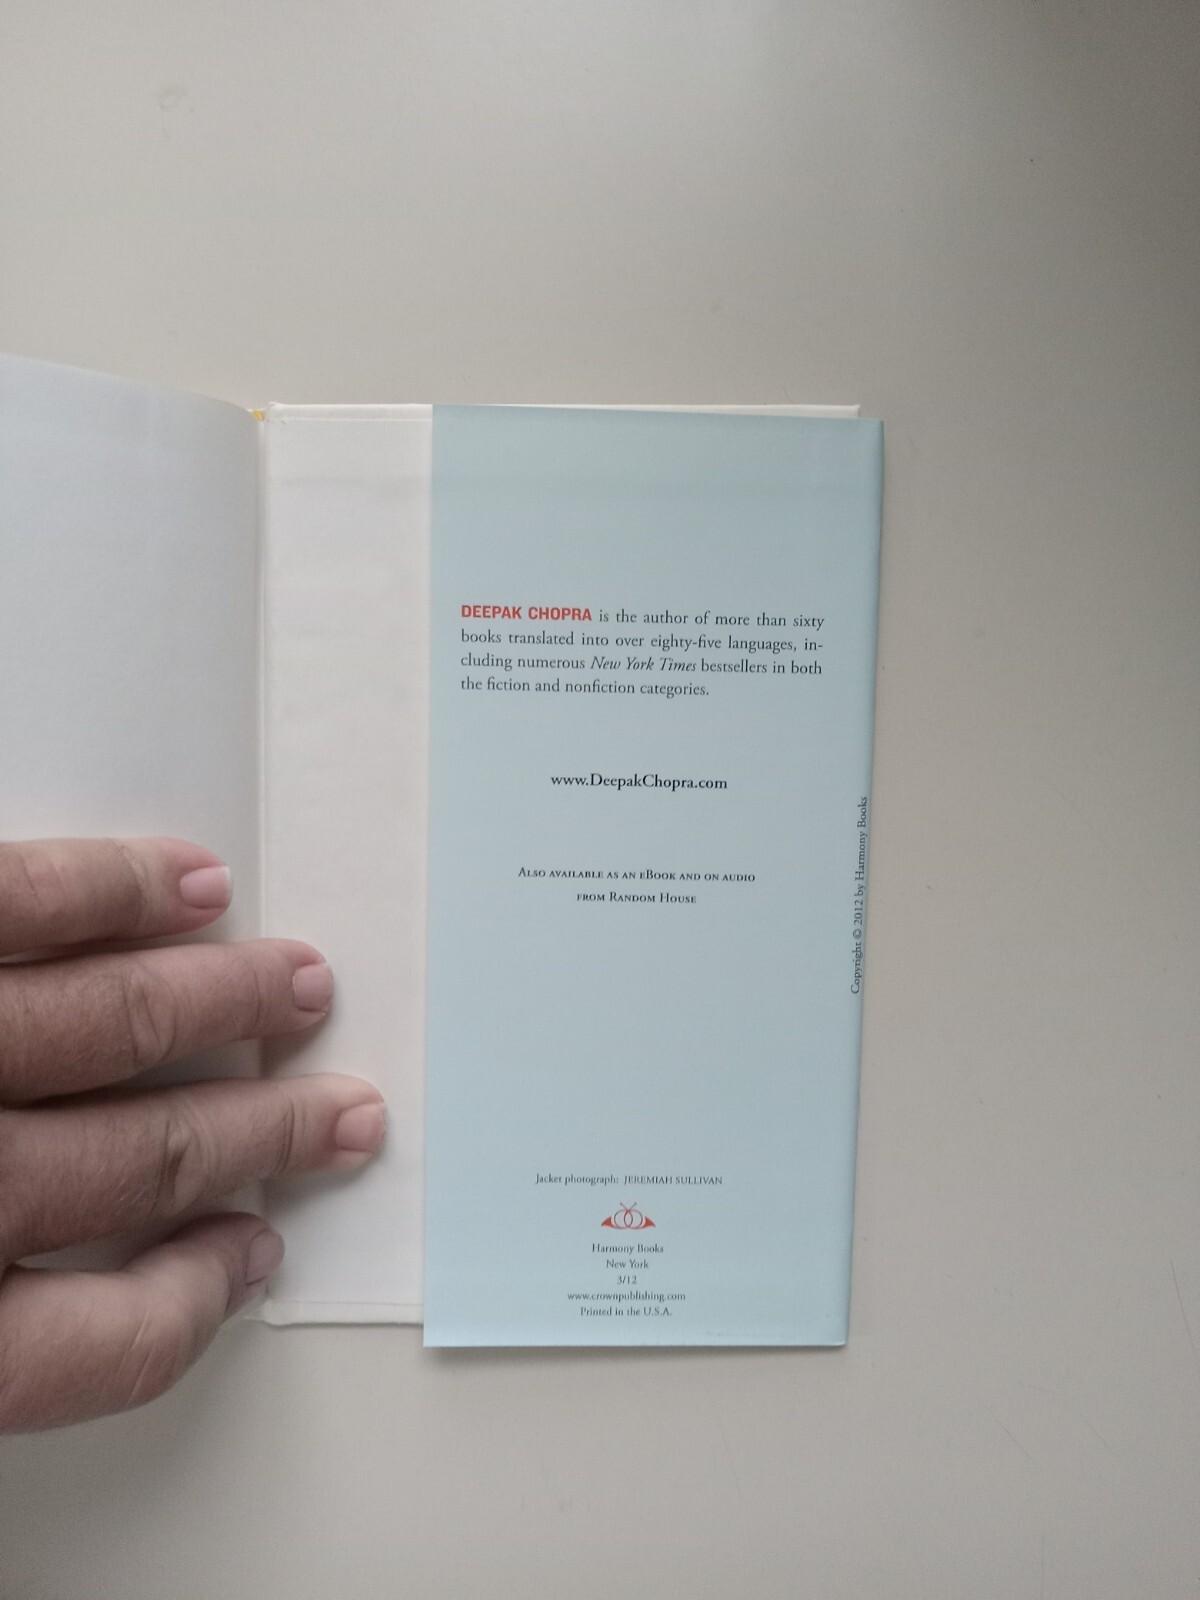 DEEPAK CHOPRA is the author of more than sixty
books translated into over eighty-five languages, in-
cluding numerous New York Times bestsellers in both
the fiction and nonfiction categories.
www.DeepakChopra.com
Also available as an eBook and on audio
from Random House
Copyright © 2012 by Harmony Books
Jacket photograph: JEREMIAH SULLIVAN
Harmony Books
New York
3/12
www.crownpublishing.com
Printed in the U.S.A.